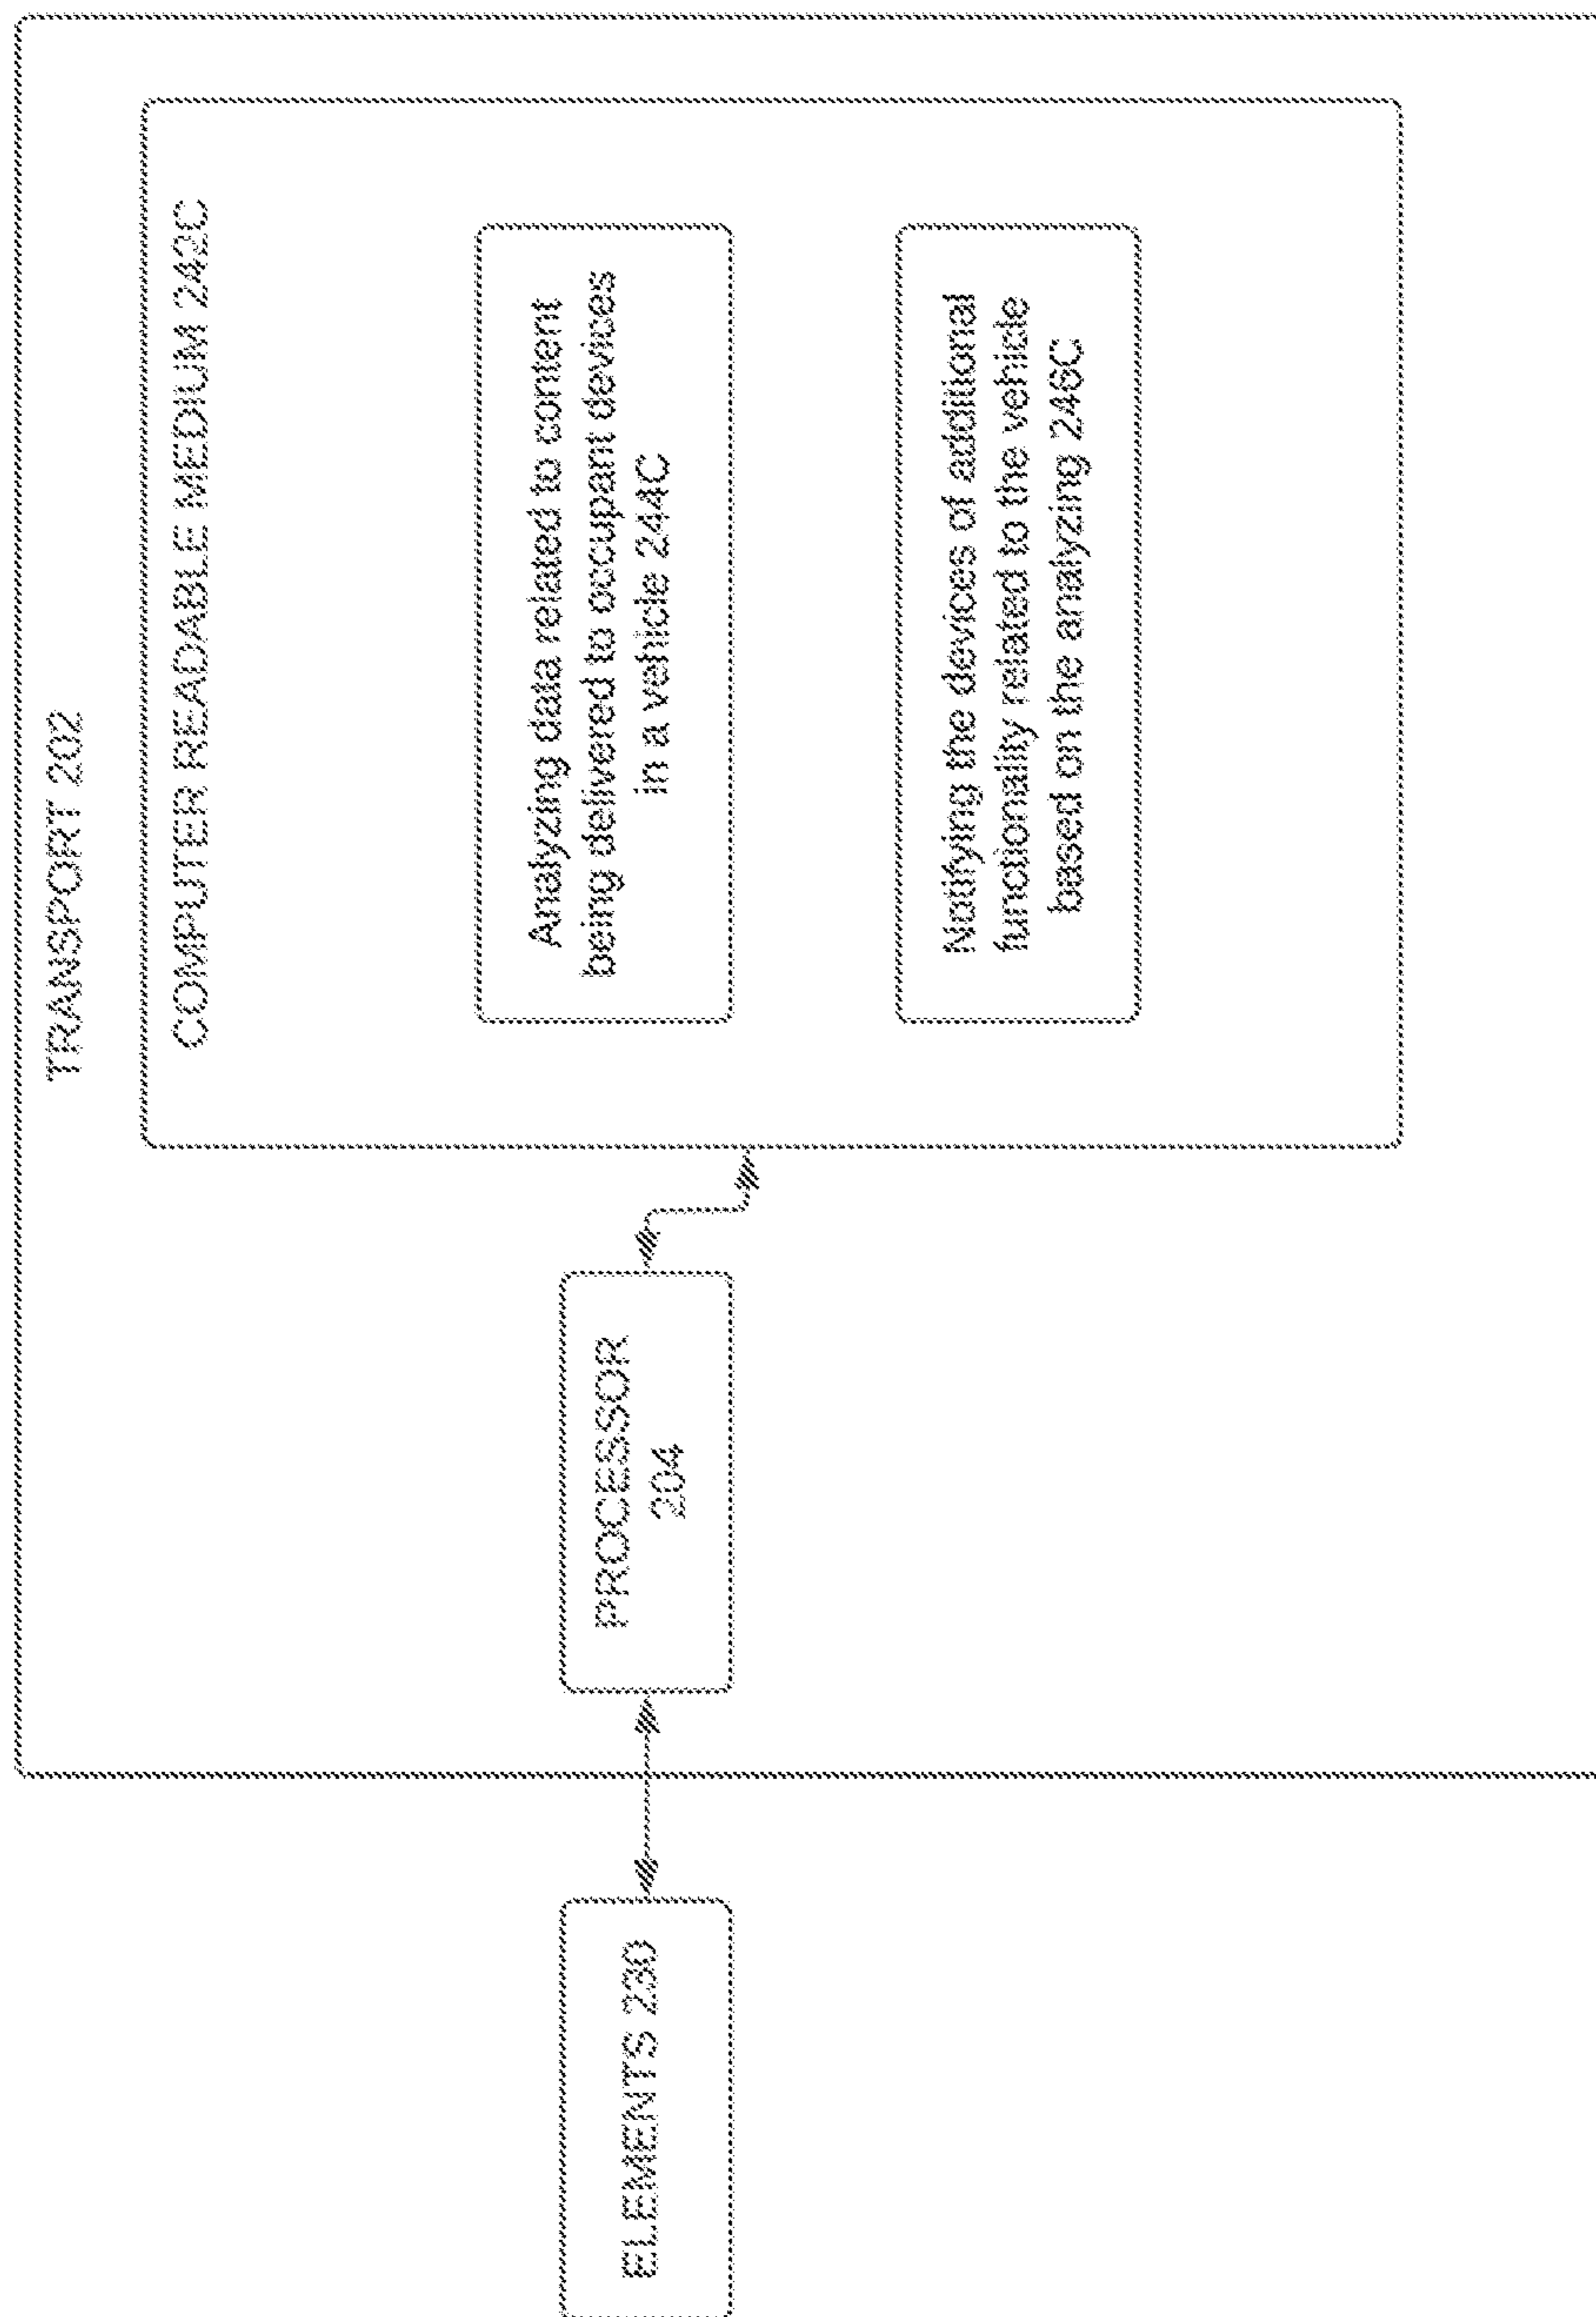 TRANSPORT 202
COMPUTER READABLE MEDIUM 242C
Analyzing data related to content
being delivered to occupant devices
in a vehicle 244C
Notifying the devices of additional
functionality related to the vehicle
based on the analyzing 246C
PROCESSOR
204
ELEMENTS 230